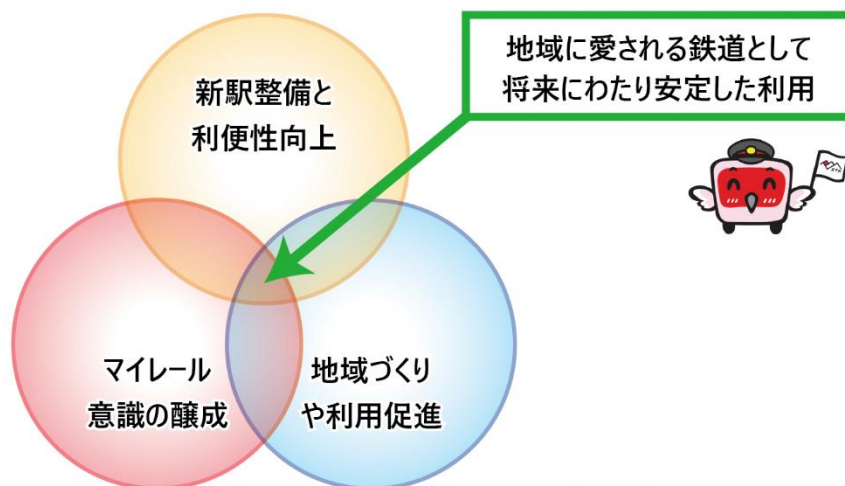 地域に愛される鉄道として
将来にわたり安定した利用
新駅整備と
利便性向上
マイレール
意識の醸成
地域づくり
や利用促進